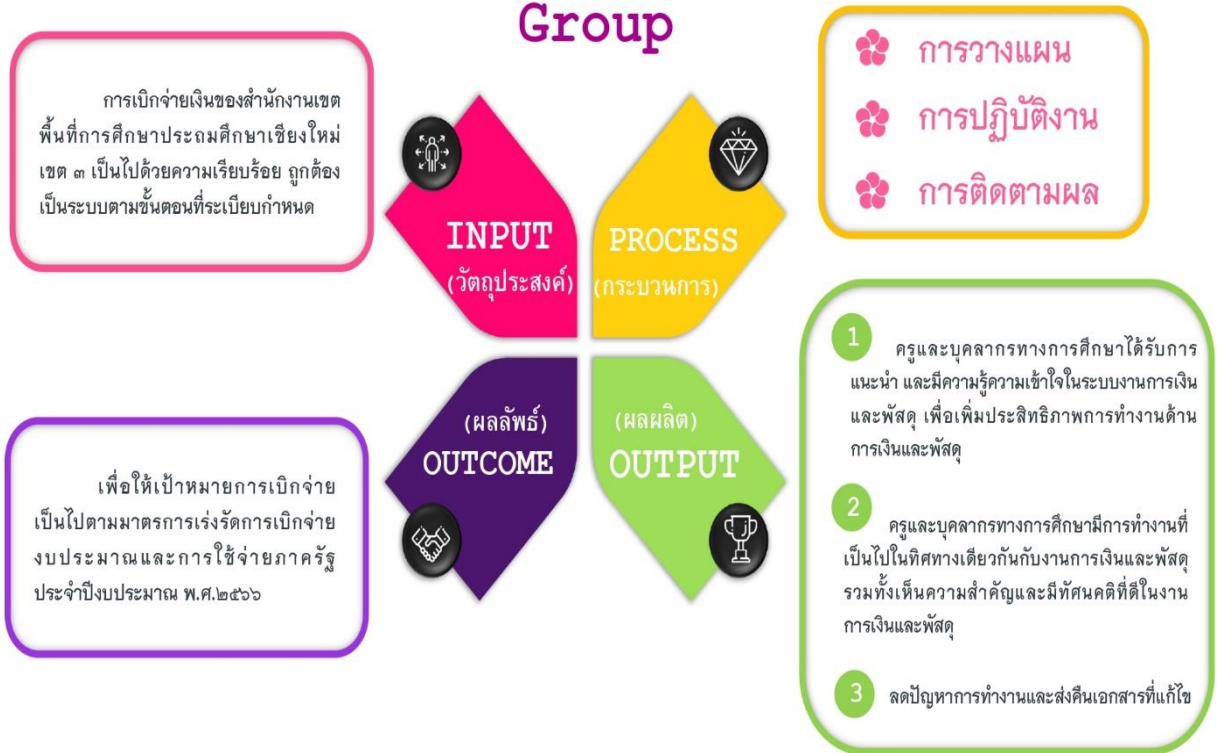 Group
การเบิกจ่ายเงินของสำนักงานเขต
พื้นที่การศึกษาประถมศึกษาเชียงใหม่
เขต ๓ เป็นไปด้วยความเรียบร้อย ถูกต้อง
เป็นระบบตามขั้นตอนที่ระเบียบกำหนด
INPUT
(วัตถุประสงค์)
PROCESS
(กระบวนการ)
การวางแผน
การปฏิบัติงาน
การติดตามผล
(ผลลัพธ์)
OUTCOME
(ผลผลิต)
OUTPUT
เพื่อให้เป้าหมายการเบิกจ่าย
เป็นไปตามมาตรการเร่งรัดการเบิกจ่าย
งบประมาณและการใช้จ่ายภาครัฐ
ประจำปีงบประมาณ พ.ศ.๒๕๖๖
1
ครูและบุคลากรทางการศึกษาได้รับการ
แนะนำ และมีความรู้ความเข้าใจในระบบงานการเงิน
และพัสดุ เพื่อเพิ่มประสิทธิภาพการทำงานด้าน
การเงินและพัสดุ
2
ครูและบุคลากรทางการศึกษามีการทำงานที่
เป็นไปในทิศทางเดียวกันกับงานการเงินและพัสดุ
รวมทั้งเห็นความสำคัญและมีทัศนคติที่ดีในงาน
การเงินและพัสดุ
3 ลดปัญหาการทำงานและส่งคืนเอกสารที่แก้ไข